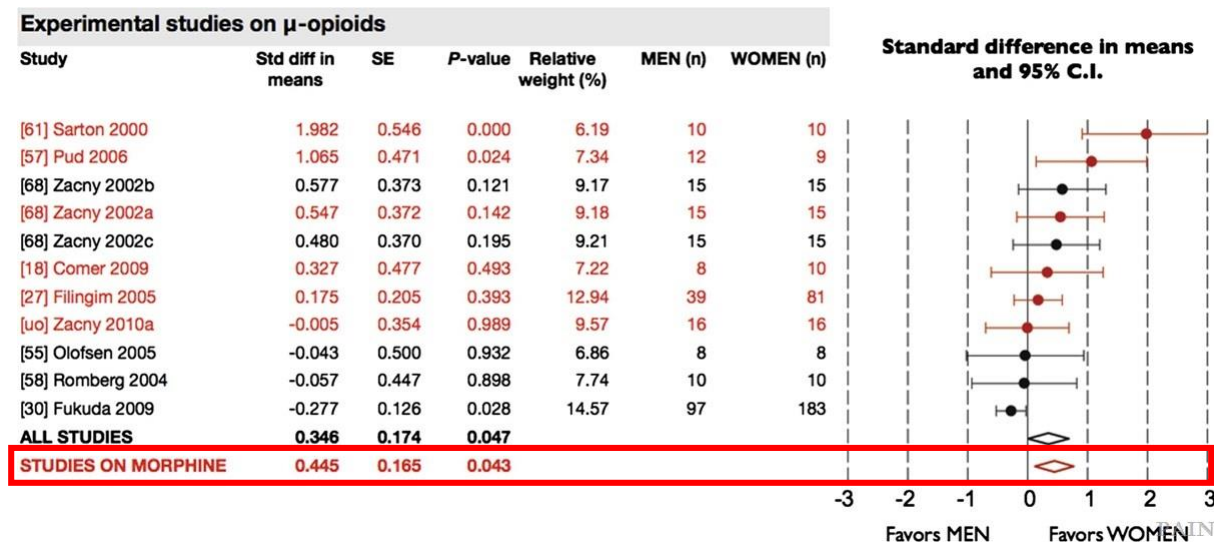 Experimental studies on μ-opioids
Study Std diff in means SE P-value Relative weight (%) MEN (n) WOMEN (n)
Standard difference in means
and 95% C.I.
[61] Sarton 2000 1.982 0.546 0.000 6.19 10 10
[57] Pud 2006 1.065 0.471 0.024 7.34 12 9
[68] Zacny 2002b 0.577 0.373 0.121 9.17 15 15
[68] Zacny 2002a 0.547 0.372 0.142 9.18 15 15
[68] Zacny 2002c 0.480 0.370 0.195 9.21 15 15
[18] Comer 2009 0.327 0.477 0.493 7.22 8 10
[27] Filingim 2005 0.175 0.205 0.393 12.94 39 81
[uo] Zacny 2010a -0.005 0.354 0.989 9.57 16 16
[55] Olofsen 2005 -0.043 0.500 0.932 6.86 8 8
[58] Romberg 2004 -0.057 0.447 0.898 7.74 10 10
[30] Fukuda 2009 -0.277 0.126 0.028 14.57 97 183
ALL STUDIES 0.346 0.174 0.047
STUDIES ON MORPHINE 0.445 0.165 0.043
-3 -2 -1 0 1 2 3
Favors MEN Favors WOMEN
PAIN